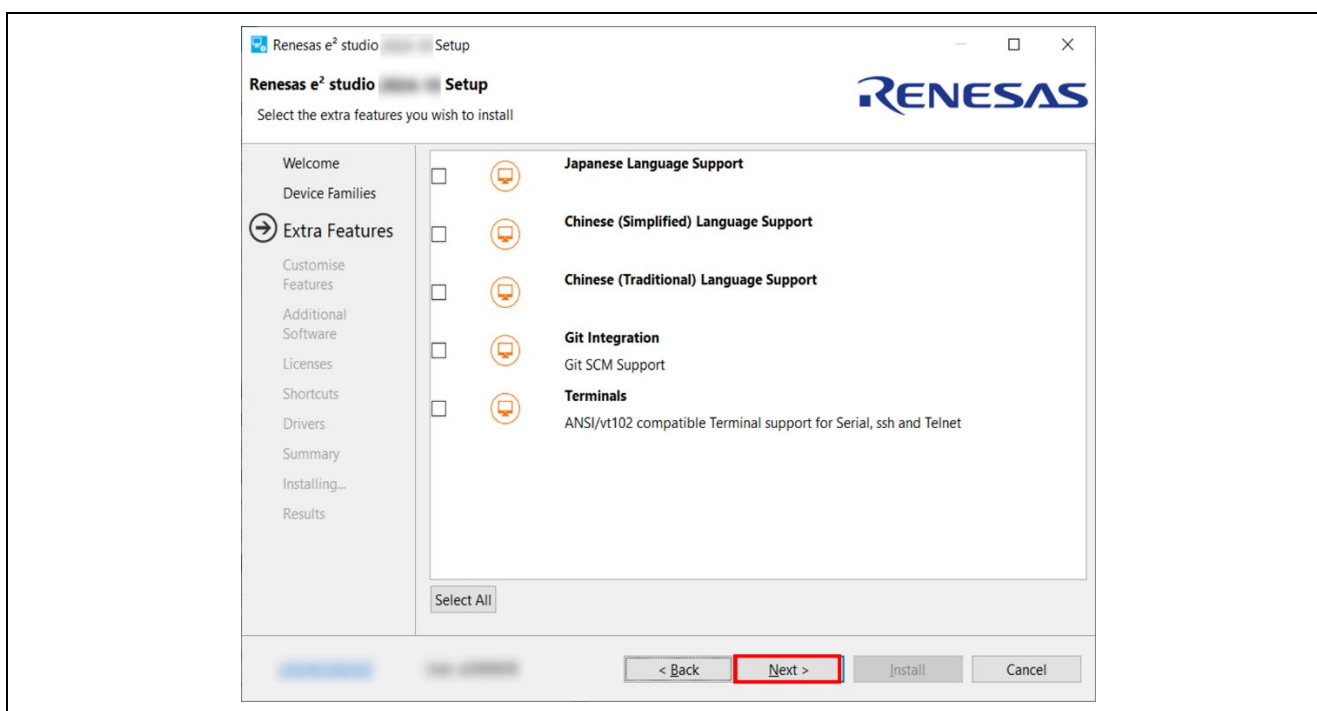 Renesas e² studio Setup
Renesas e² studio Setup
RENESAS
Select the extra features you wish to install
Welcome
Device Families
Extra Features
Customise
Features
Additional
Software
Licenses
Shortcuts
Drivers
Summary
Installing...
Results
Japanese Language Support
Chinese (Simplified) Language Support
Chinese (Traditional) Language Support
Git Integration
Git SCM Support
Terminals
ANSI/vt102 compatible Terminal support for Serial, ssh and Telnet
Select All
< Back Next > Install Cancel